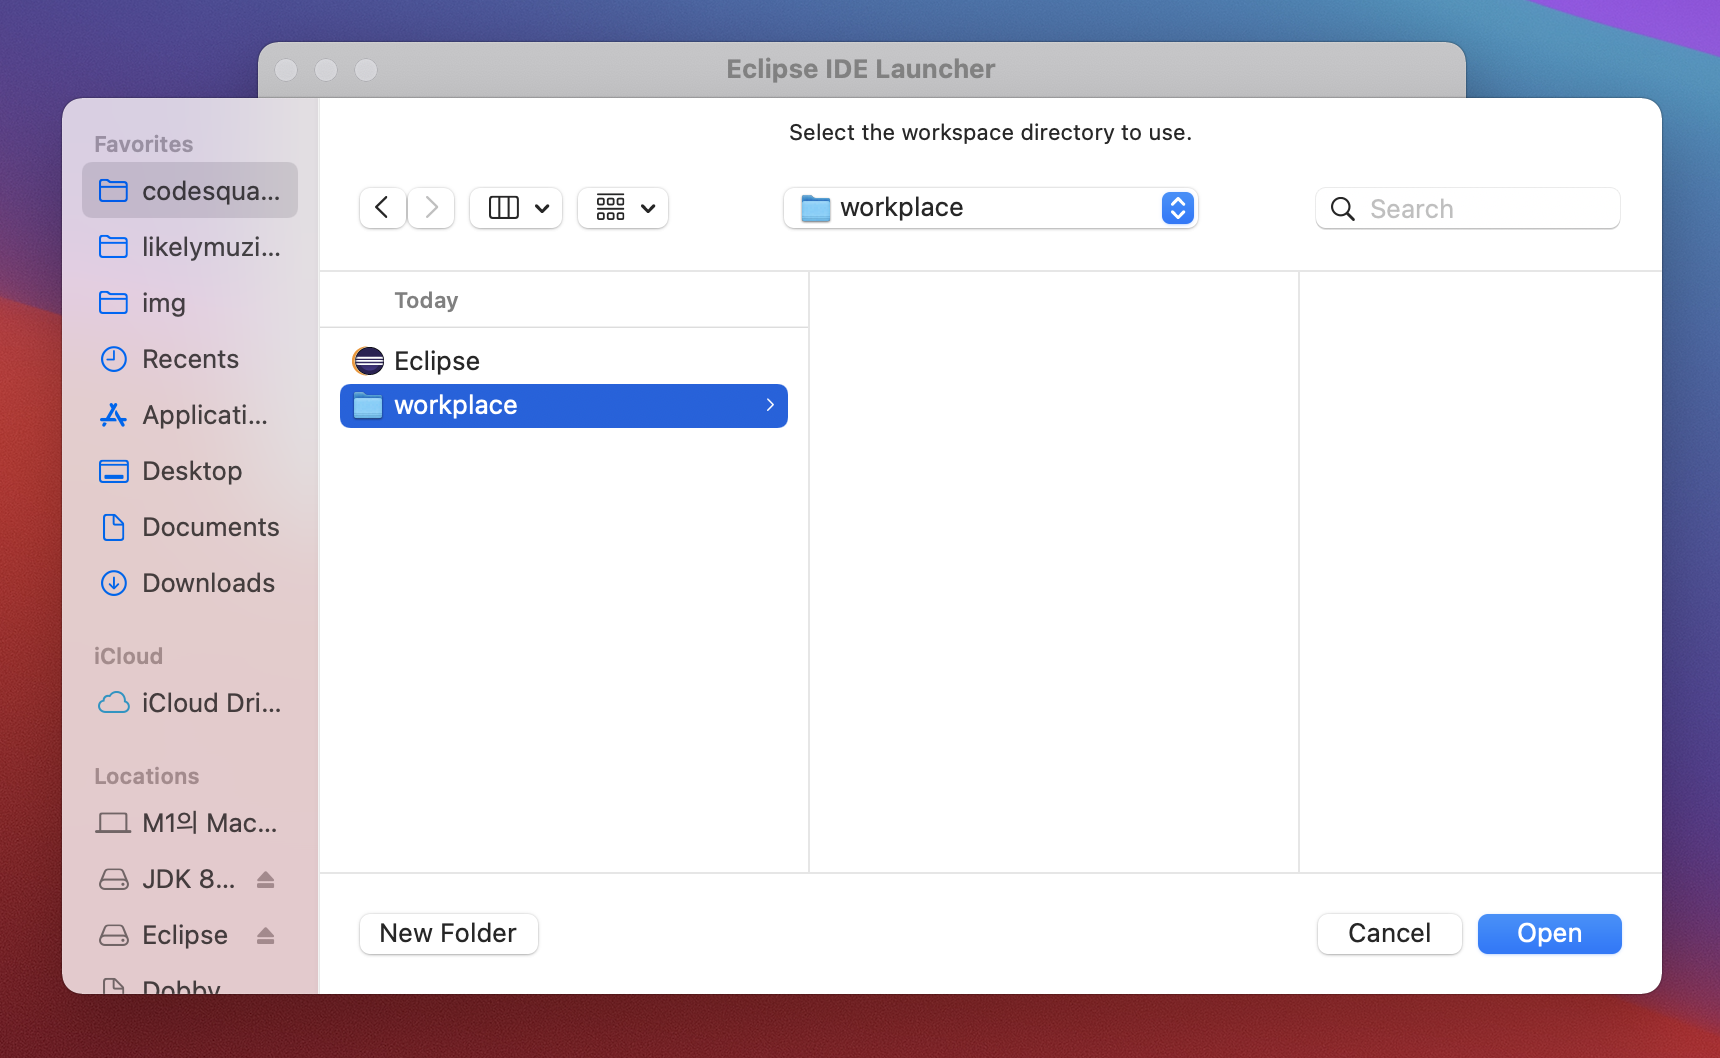 Eclipse IDE Launcher
Favorites
codesqua...
likelymuzi...
img
Recents
Applicati...
Desktop
Documents
Downloads
iCloud
iCloud Dri...
Locations
M1의 Mac...
JDK 8...
Eclipse
Dobby
Select the workspace directory to use.
workplace
Search
Today
Eclipse
workplace
New Folder
Cancel
Open